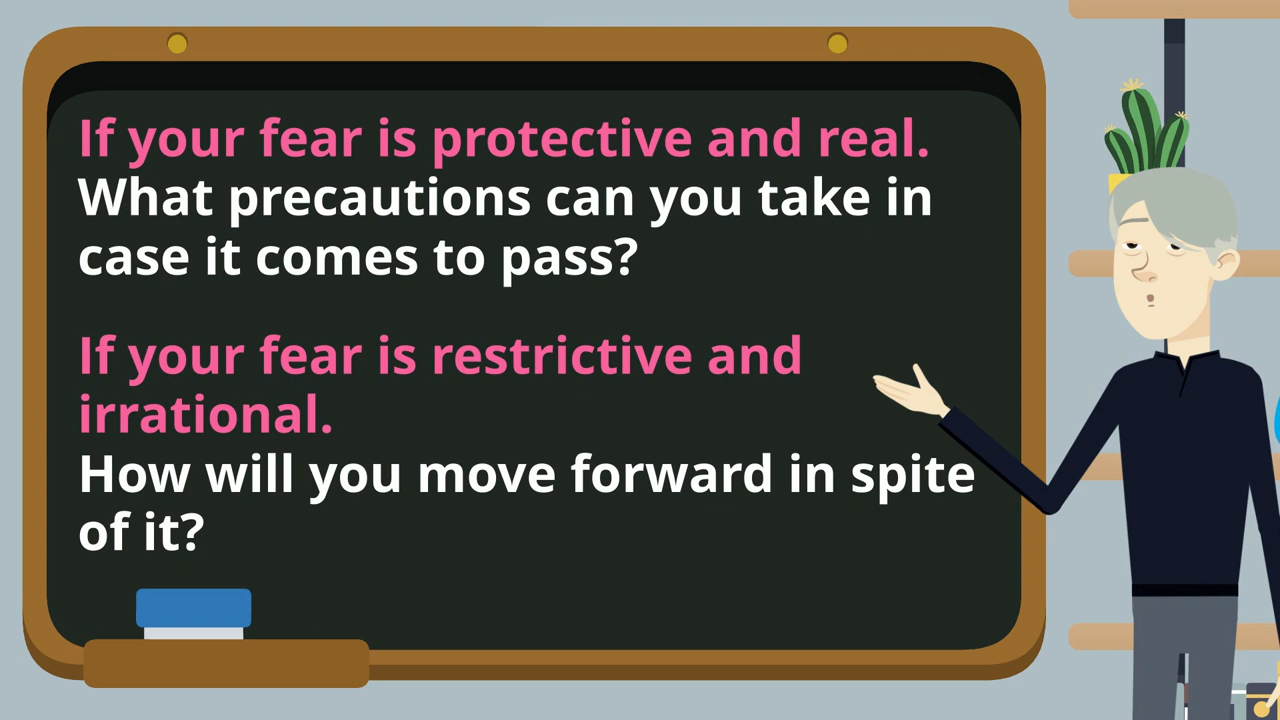 If your fear is protective and real.
What precautions can you take in
case it comes to pass?
If your fear is restrictive and
irrational.
How will you move forward in spite
of it?